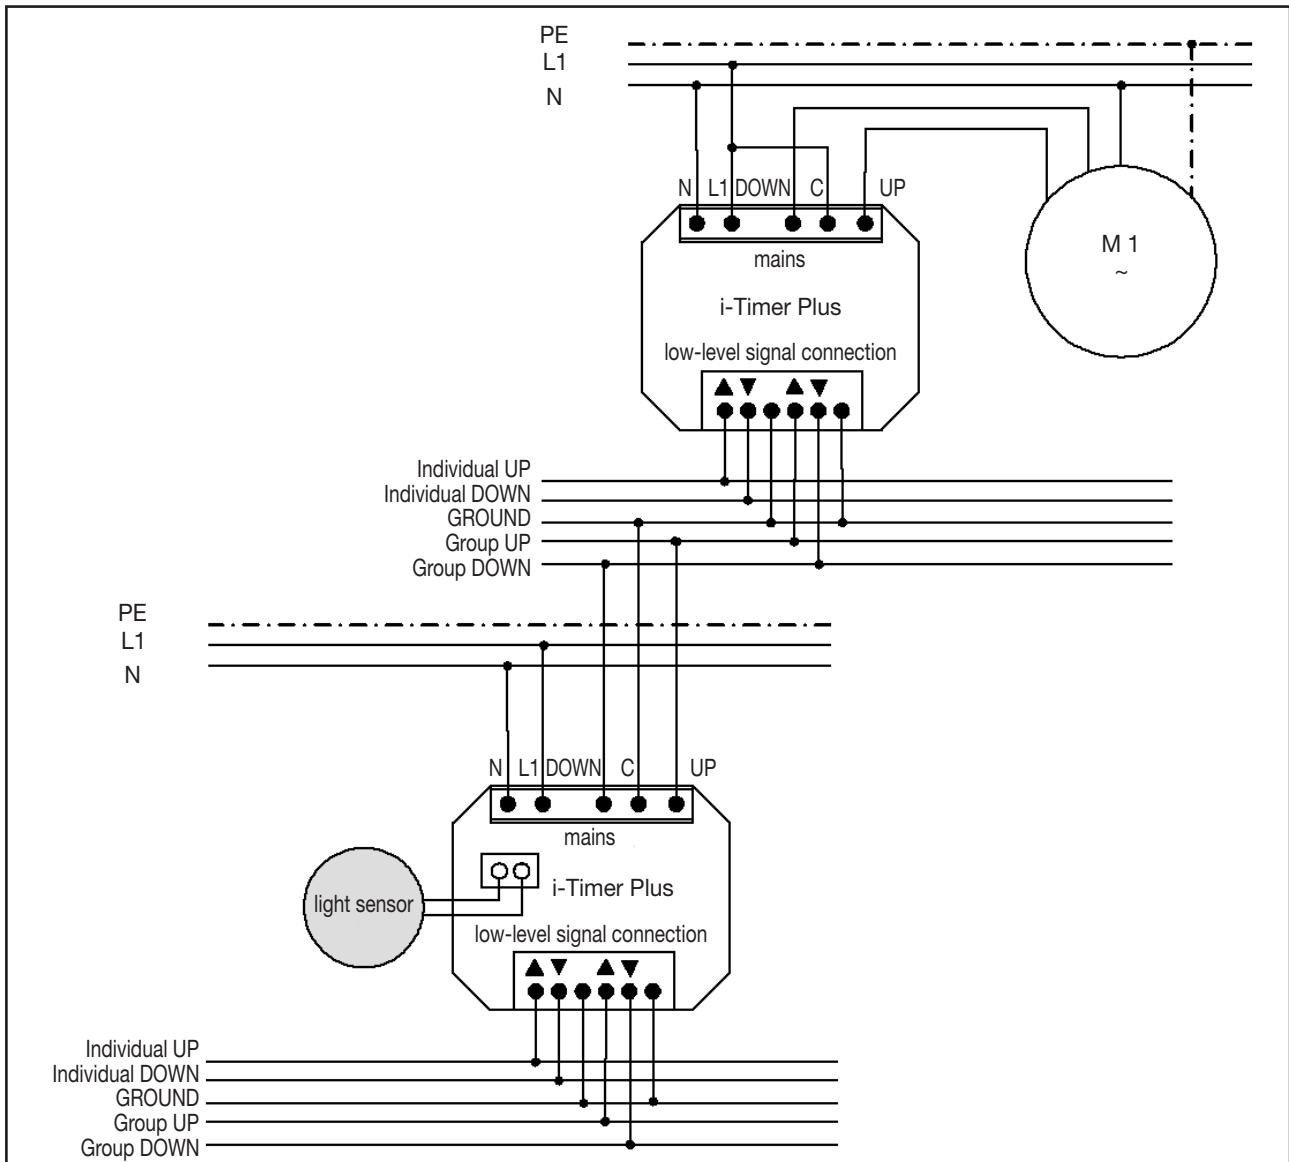 PE
L1
N
N L1 DOWN C UP
mains
M 1
~
i-Timer Plus
low-level signal connection
▲ ▼ ▲ ▼
Individual UP
Individual DOWN
GROUND
Group UP
Group DOWN
PE
L1
N
N L1 DOWN C UP
mains
i-Timer Plus
light sensor
low-level signal connection
▲ ▼ ▲ ▼
Individual UP
Individual DOWN
GROUND
Group UP
Group DOWN